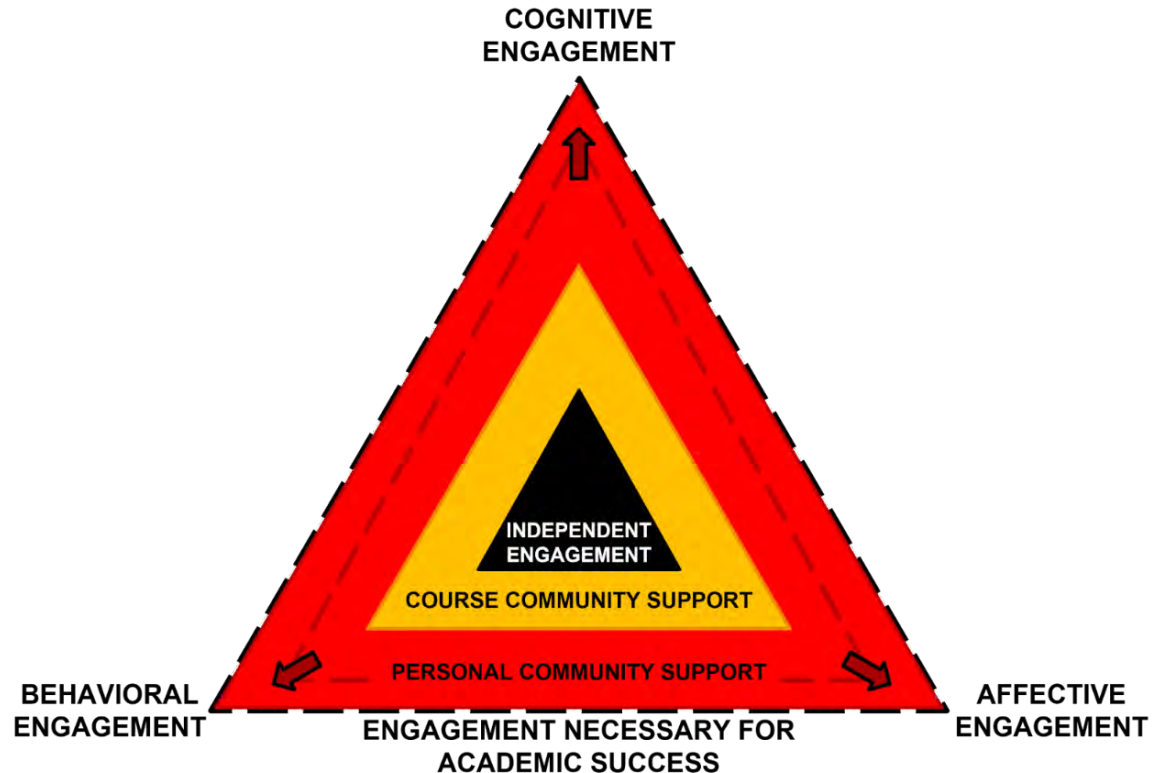 COGNITIVE
ENGAGEMENT
INDEPENDENT
ENGAGEMENT
COURSE COMMUNITY SUPPORT
PERSONAL COMMUNITY SUPPORT
BEHAVIORAL
ENGAGEMENT
AFFECTIVE
ENGAGEMENT
ENGAGEMENT NECESSARY FOR
ACADEMIC SUCCESS